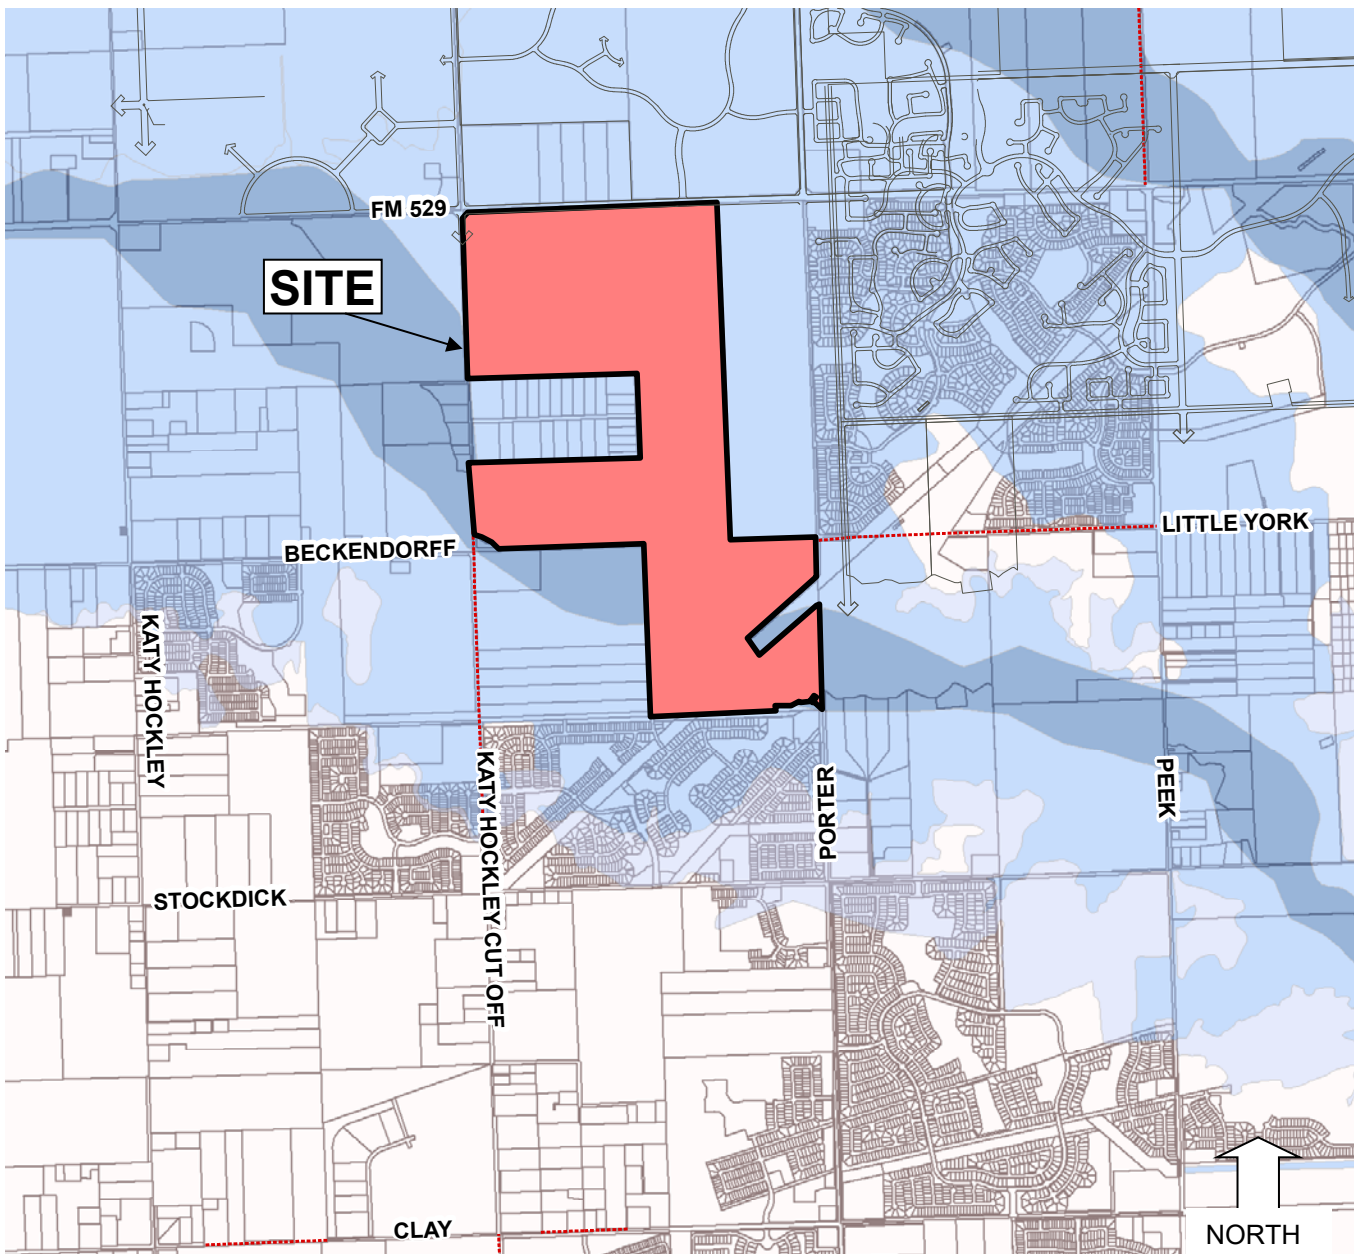 FM 529
SITE
LITTLE YORK
BECKENDORFF
KATY HOCKLEY
KATY HOCKLEY CUT OFF
PORTER
PEEK
STOCKDICK
CLAY
NORTH